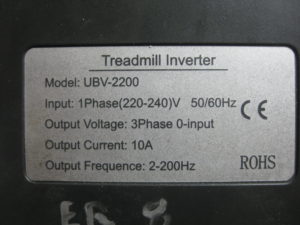 Treadmill Inverter
Model: UBV-2200
Input: 1Phase(220-240)V 50/60Hz CE
Output Voltage: 3Phase 0-input
Output Current: 10A
Output Frequence: 2-200Hz ROHS